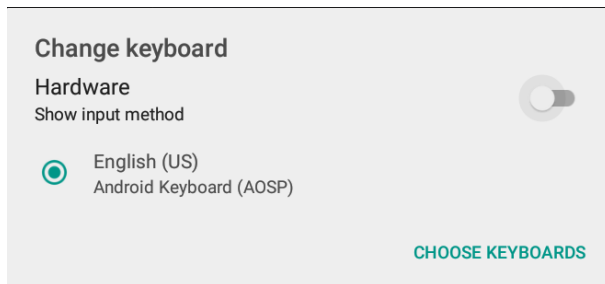 Change keyboard
Hardware
Show input method
English (US)
Android Keyboard (AOSP)
CHOOSE KEYBOARDS